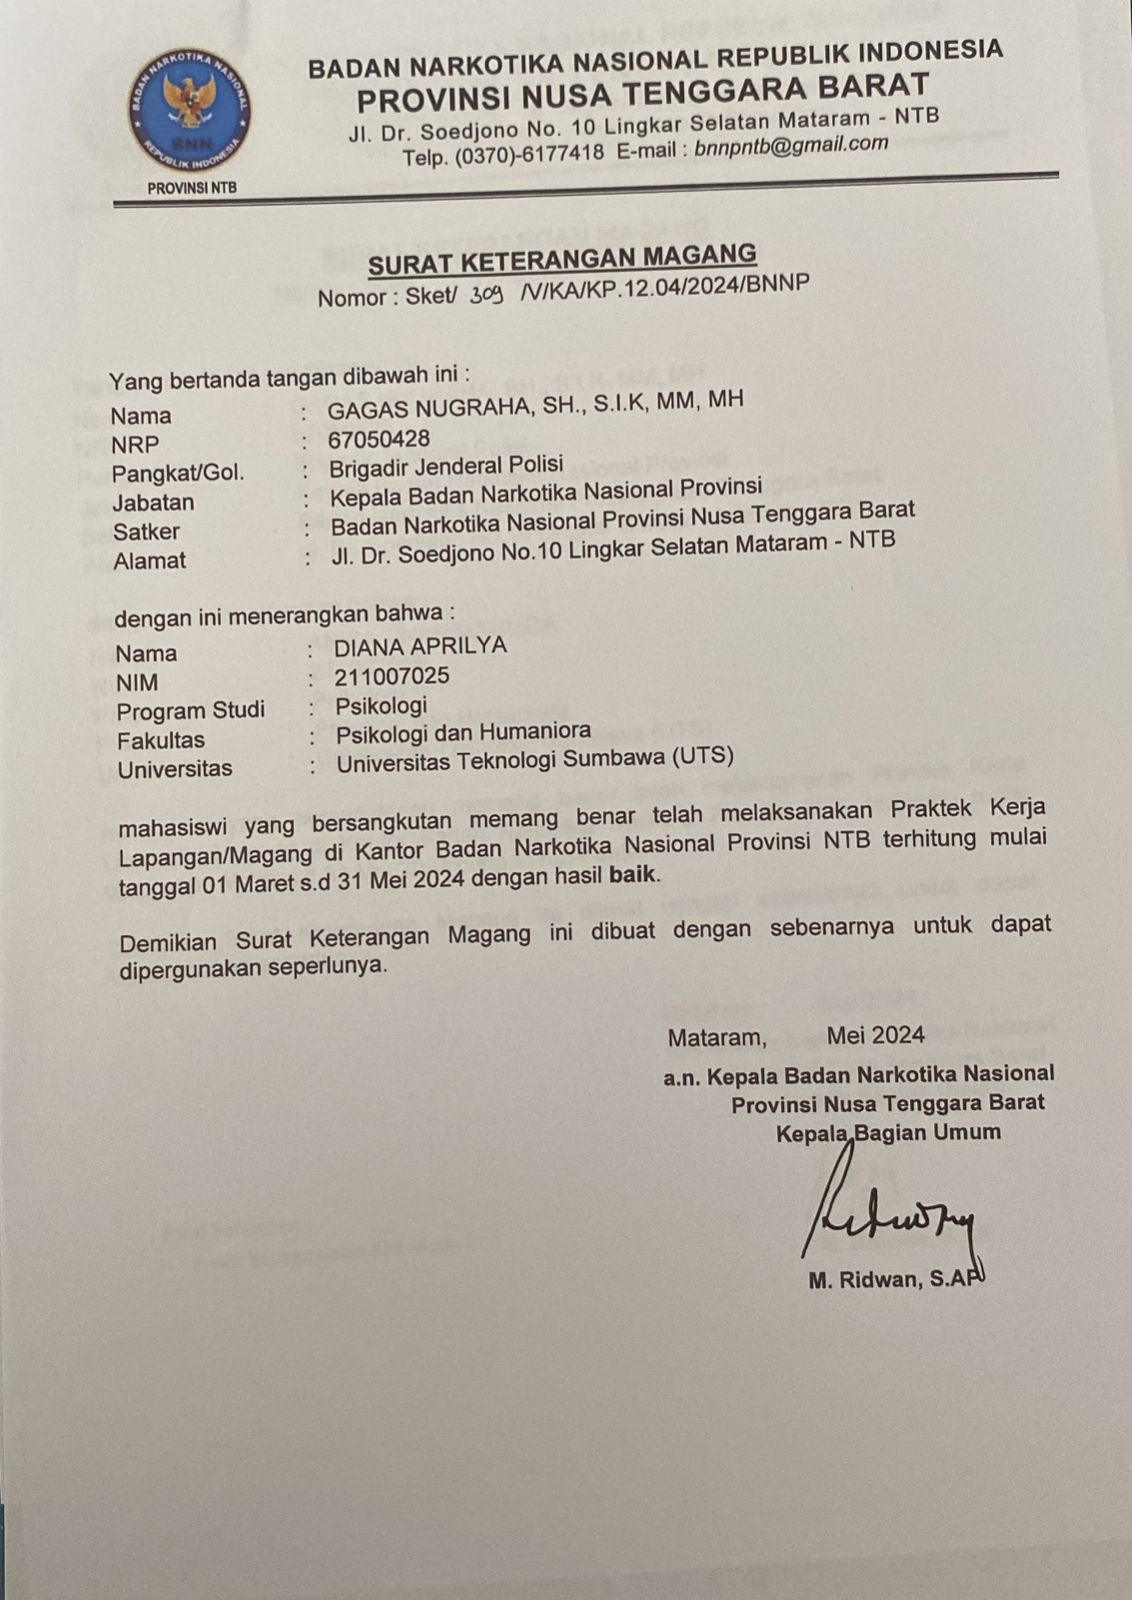 BADAN NARKOTIKA NASIONAL
BNN
REPUBLIK INDONESIA
PROVINSI NTB
BADAN NARKOTIKA NASIONAL REPUBLIK INDONESIA
PROVINSI NUSA TENGGARA BARAT
Jl. Dr. Soedjono No. 10 Lingkar Selatan Mataram - NTB
Telp. (0370)-6177418 E-mail : bnnpntb@gmail.com
SURAT KETERANGAN MAGANG
Nomor : Sket/ 309 /V/KA/KP.12.04/2024/BNNP
Yang bertanda tangan dibawah ini :
Nama : GAGAS NUGRAHA, SH., S.I.K, MM, MH
NRP : 67050428
Pangkat/Gol. : Brigadir Jenderal Polisi
Jabatan : Kepala Badan Narkotika Nasional Provinsi
Satker : Badan Narkotika Nasional Provinsi Nusa Tenggara Barat
Alamat : Jl. Dr. Soedjono No.10 Lingkar Selatan Mataram - NTB
dengan ini menerangkan bahwa :
Nama : DIANA APRILYA
NIM : 211007025
Program Studi : Psikologi
Fakultas : Psikologi dan Humaniora
Universitas : Universitas Teknologi Sumbawa (UTS)
mahasiswi yang bersangkutan memang benar telah melaksanakan Praktek Kerja
Lapangan/Magang di Kantor Badan Narkotika Nasional Provinsi NTB terhitung mulai
tanggal 01 Maret s.d 31 Mei 2024 dengan hasil baik.
Demikian Surat Keterangan Magang ini dibuat dengan sebenarnya untuk dapat
dipergunakan seperlunya.
Mataram, Mei 2024
a.n. Kepala Badan Narkotika Nasional
Provinsi Nusa Tenggara Barat
Kepala Bagian Umum
M. Ridwan, S.AP